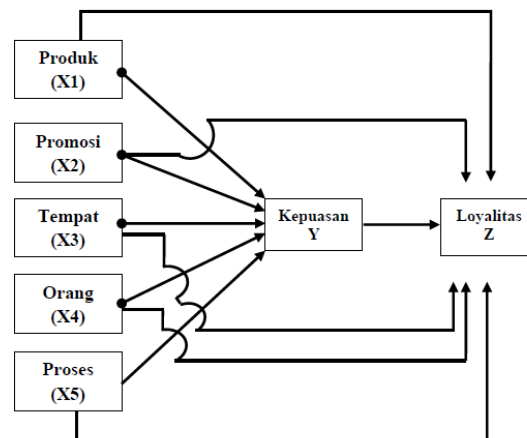 Produk
(X1)
Promosi
(X2)
Tempat
(X3)
Orang
(X4)
Proses
(X5)
Kepuasan
Y
Loyalitas
Z